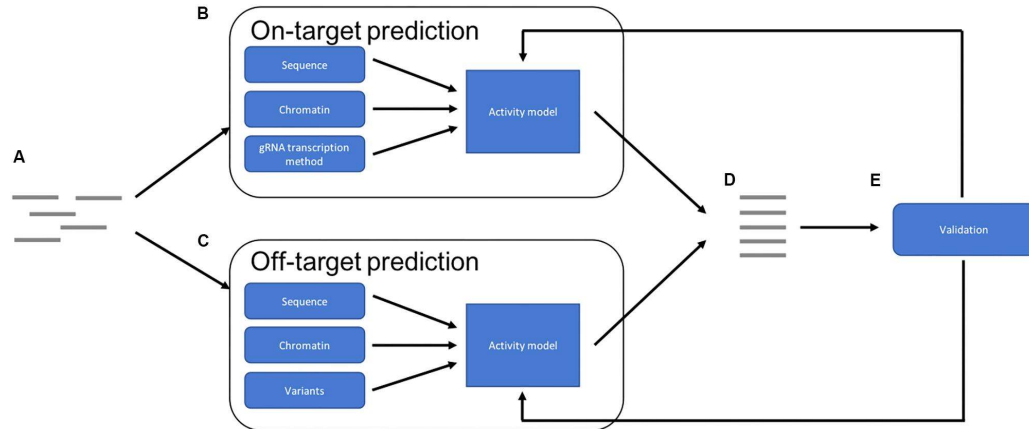 A
B
On-target prediction
Sequence
Chromatin
gRNA transcription
method
Activity model
C
Off-target prediction
Sequence
Chromatin
Variants
Activity model
D
E
Validation